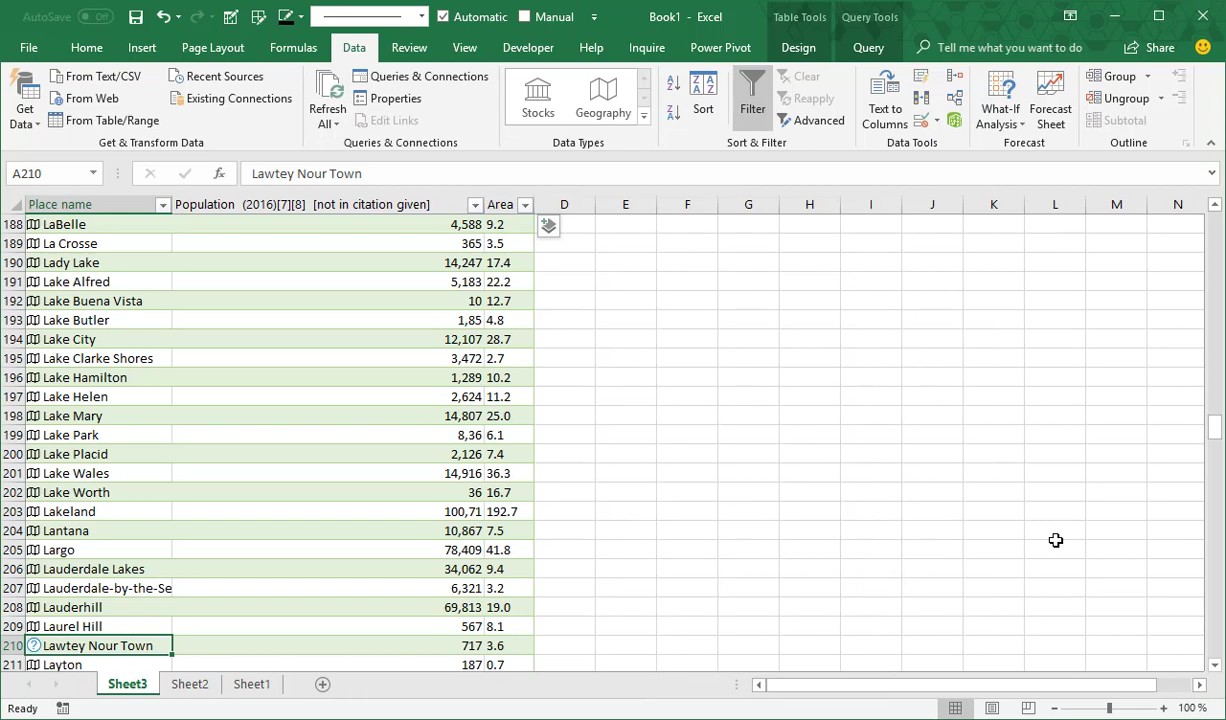 AutoSave Off Automatic Manual Book1 - Excel Table Tools Query Tools
File Home Insert Page Layout Formulas Data Review View Developer Help Inquire Power Pivot Design Query Tell me what you want to do Share
Get Data
From Text/CSV
From Web
From Table/Range
Recent Sources
Existing Connections
Get & Transform Data
Refresh All
Queries & Connections
Properties
Edit Links
Queries & Connections
Stocks Geography
Data Types
Sort Filter
Clear
Reapply
Advanced
Sort & Filter
Text to Columns
Data Tools
What-If Analysis Forecast Sheet
Forecast
Group
Ungroup
Subtotal
Outline
A210 fx Lawtey Nour Town
Place name Population (2016)[7][8] [not in citation given] Area D E F G H I J K L M N
188 LaBelle 4,588 9.2
189 La Crosse 365 3.5
190 Lady Lake 14,247 17.4
191 Lake Alfred 5,183 22.2
192 Lake Buena Vista 10 12.7
193 Lake Butler 1,85 4.8
194 Lake City 12,107 28.7
195 Lake Clarke Shores 3,472 2.7
196 Lake Hamilton 1,289 10.2
197 Lake Helen 2,624 11.2
198 Lake Mary 14,807 25.0
199 Lake Park 8,36 6.1
200 Lake Placid 2,126 7.4
201 Lake Wales 14,916 36.3
202 Lake Worth 36 16.7
203 Lakeland 100,71 192.7
204 Lantana 10,867 7.5
205 Largo 78,409 41.8
206 Lauderdale Lakes 34,062 9.4
207 Lauderdale-by-the-Se 6,321 3.2
208 Lauderhill 69,813 19.0
209 Laurel Hill 567 8.1
210 Lawtey Nour Town 717 3.6
211 Layton 187 0.7
Sheet3 Sheet2 Sheet1
Ready 100 %